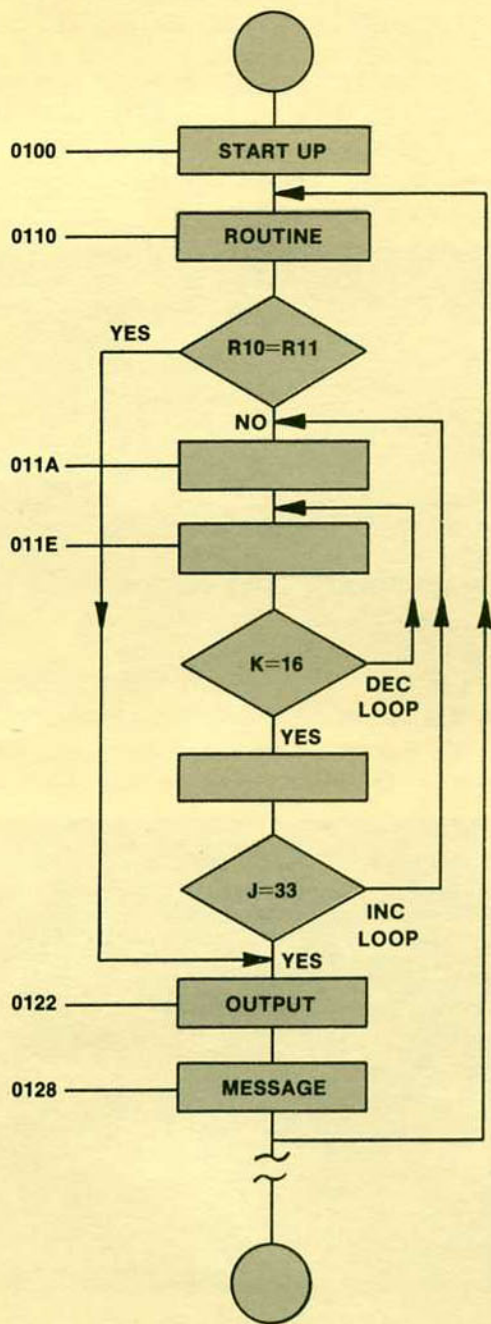 0100
START UP
0110
ROUTINE
YES
R10=R11
NO
011A
011E
K=16
DEC
LOOP
YES
J=33
INC
LOOP
YES
0122
OUTPUT
0128
MESSAGE